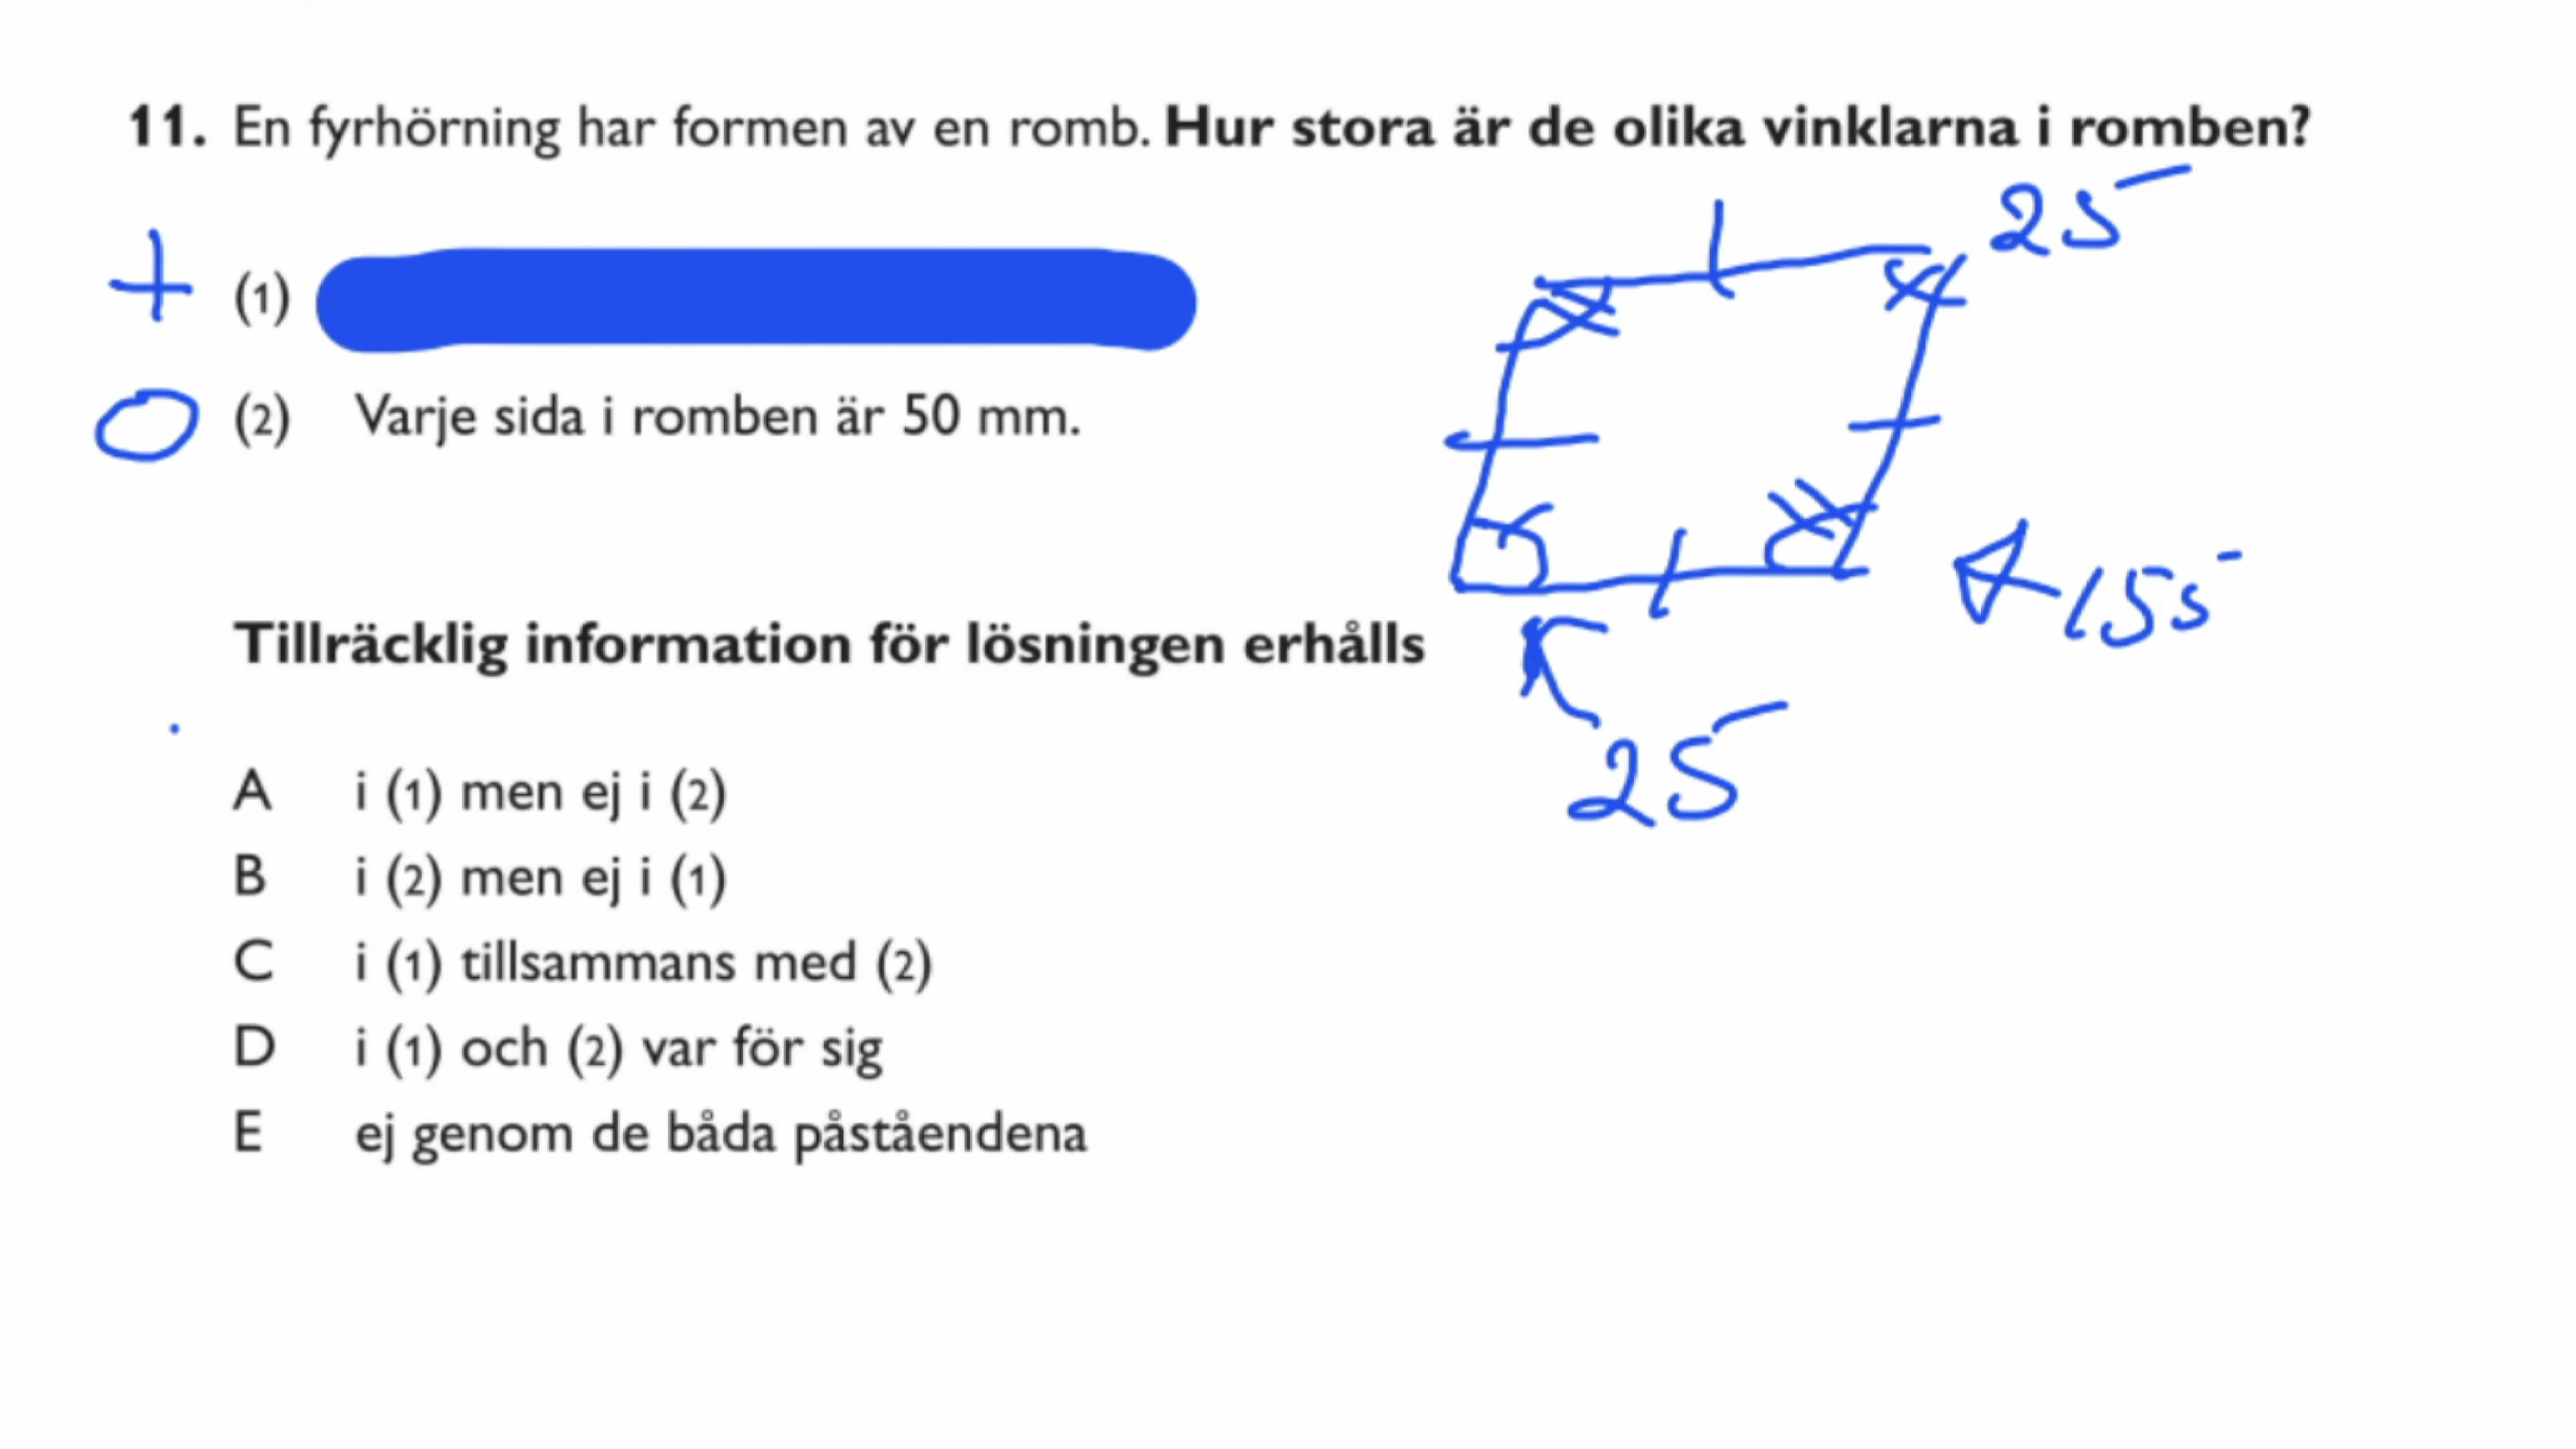 11. En fyrhörning har formen av en romb. Hur stora är de olika vinklarna i romben?
25
+ (1)
0 (2) Varje sida i romben är 50 mm.
155
Tillräcklig information för lösningen erhålls
25
A i (1) men ej i (2)
B i (2) men ej i (1)
C i (1) tillsammans med (2)
D i (1) och (2) var för sig
E ej genom de båda påståendena